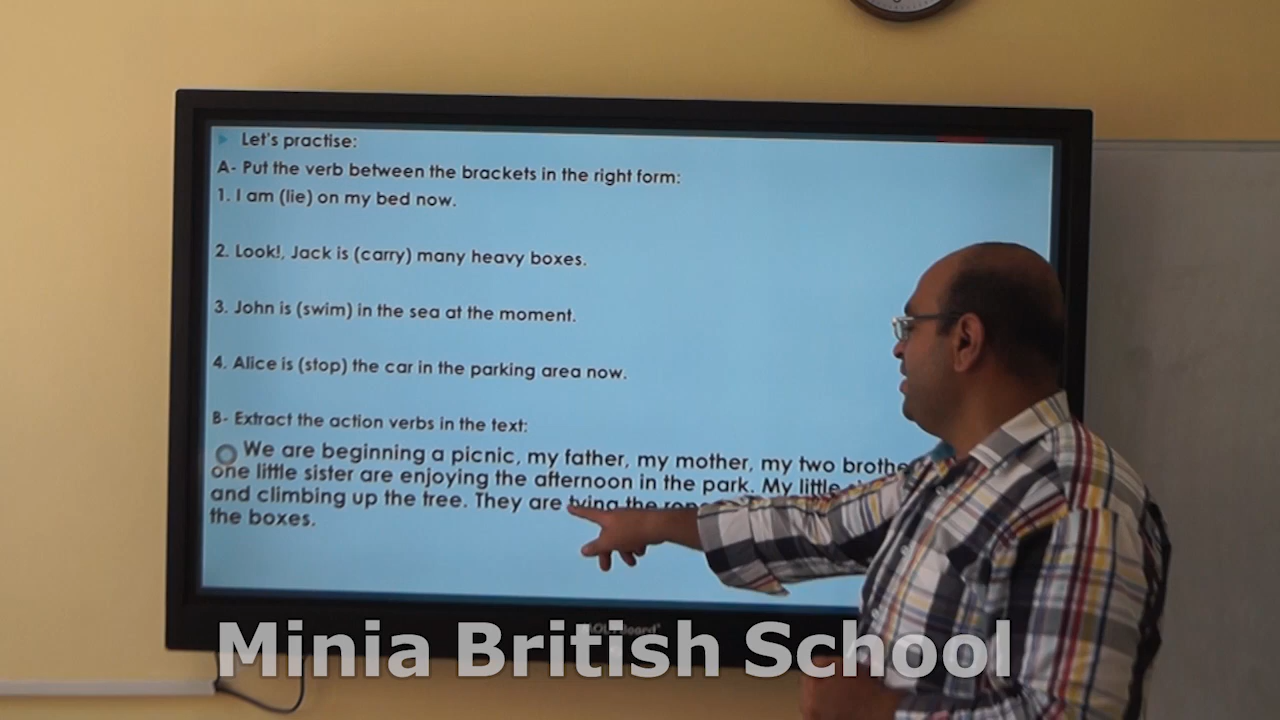 Let's practise:
A- Put the verb between the brackets in the right form:
1. I am (lie) on my bed now.
2. Look!, Jack is (carry) many heavy boxes.
3. John is (swim) in the sea at the moment.
4. Alice is (stop) the car in the parking area now.
B- Extract the action verbs in the text:
We are beginning a picnic, my father, my mother, my two
one little sister are enjoying the afternoon in the park. My little
and climbing up the tree. They are tying the
the boxes.
Minia British School